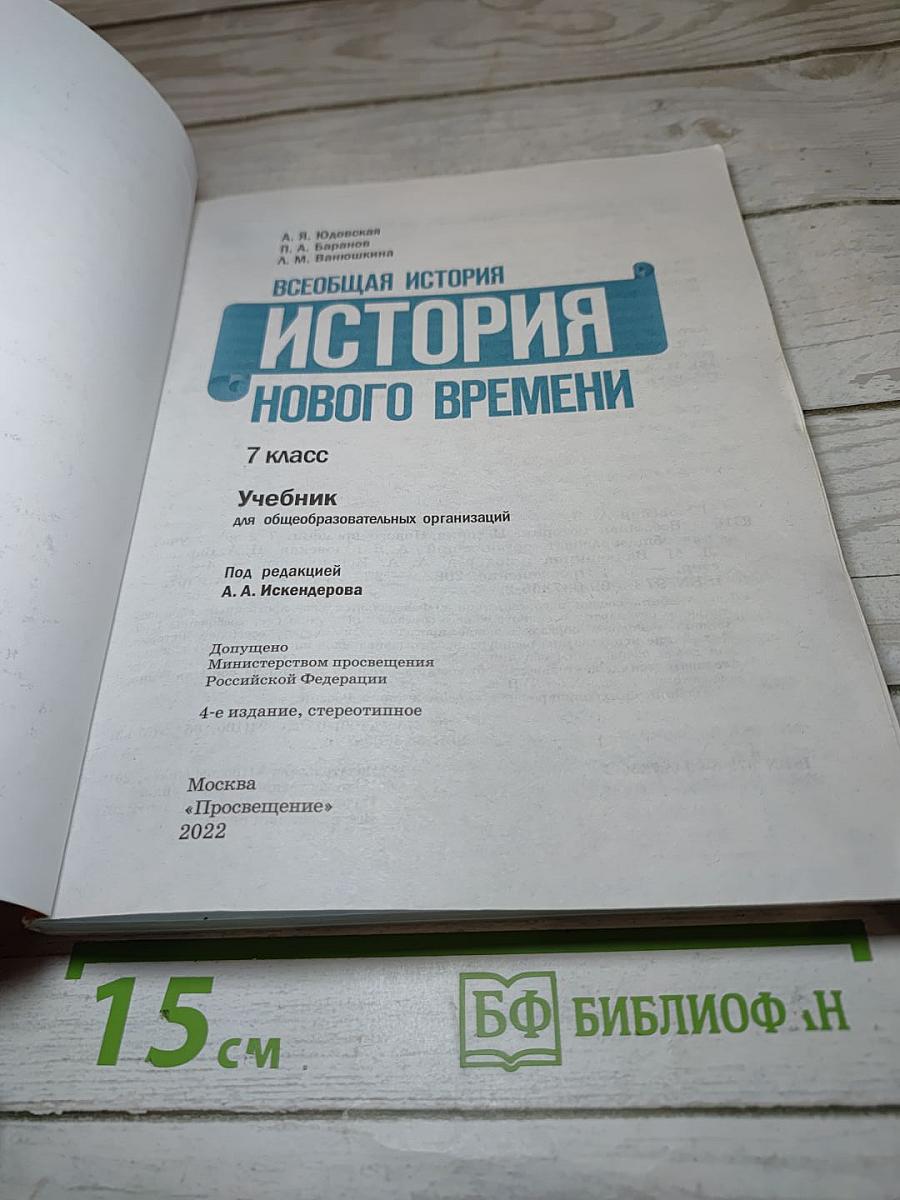 А. Я. Юдовская
П. А. Баранов
Л. М. Ванюшкина
ВСЕОБЩАЯ ИСТОРИЯ
ИСТОРИЯ
НОВОГО ВРЕМЕНИ
7 класс
Учебник
для общеобразовательных организаций
Под редакцией
А. А. Искендерова
Допущено
Министерством просвещения
Российской Федерации
4-е издание, стереотипное
Москва
«Просвещение»
2022
15 см
БФ